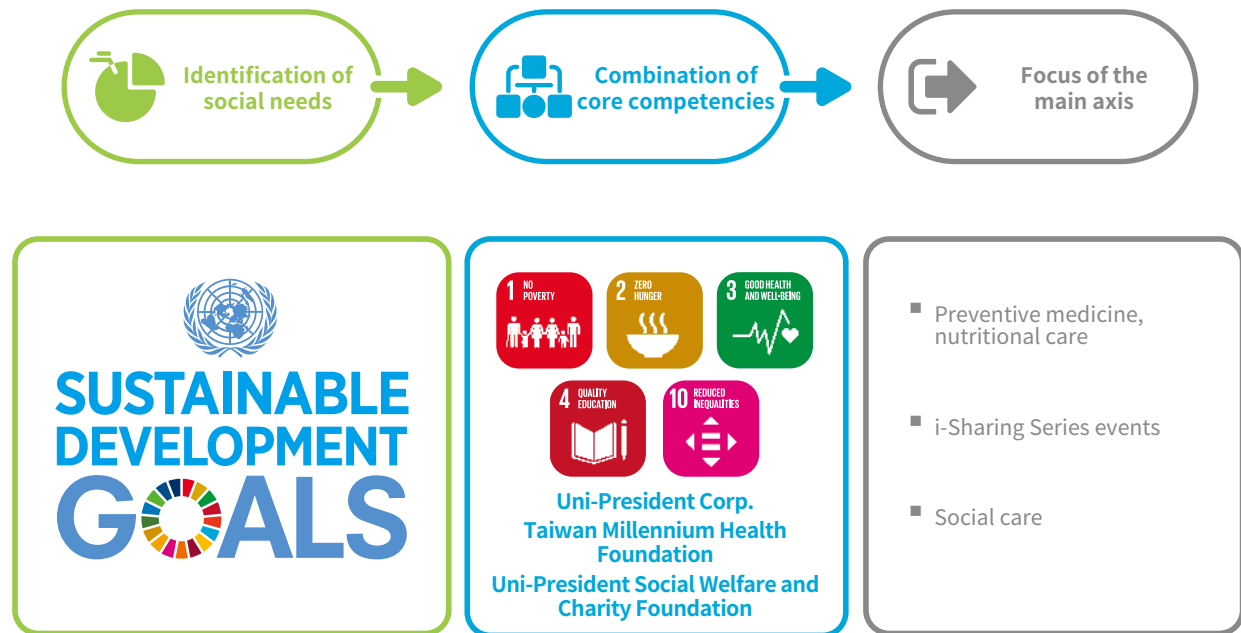 Identification of
social needs
Combination of
core competencies
Focus of the
main axis
SUSTAINABLE
DEVELOPMENT
GOALS
1 NO
POVERTY
2 ZERO
HUNGER
3 GOOD HEALTH
AND WELL-BEING
4 QUALITY
EDUCATION
10 REDUCED
INEQUALITIES
Uni-President Corp.
Taiwan Millennium Health
Foundation
Uni-President Social Welfare and
Charity Foundation
▪ Preventive medicine,
nutritional care
▪ i-Sharing Series events
▪ Social care